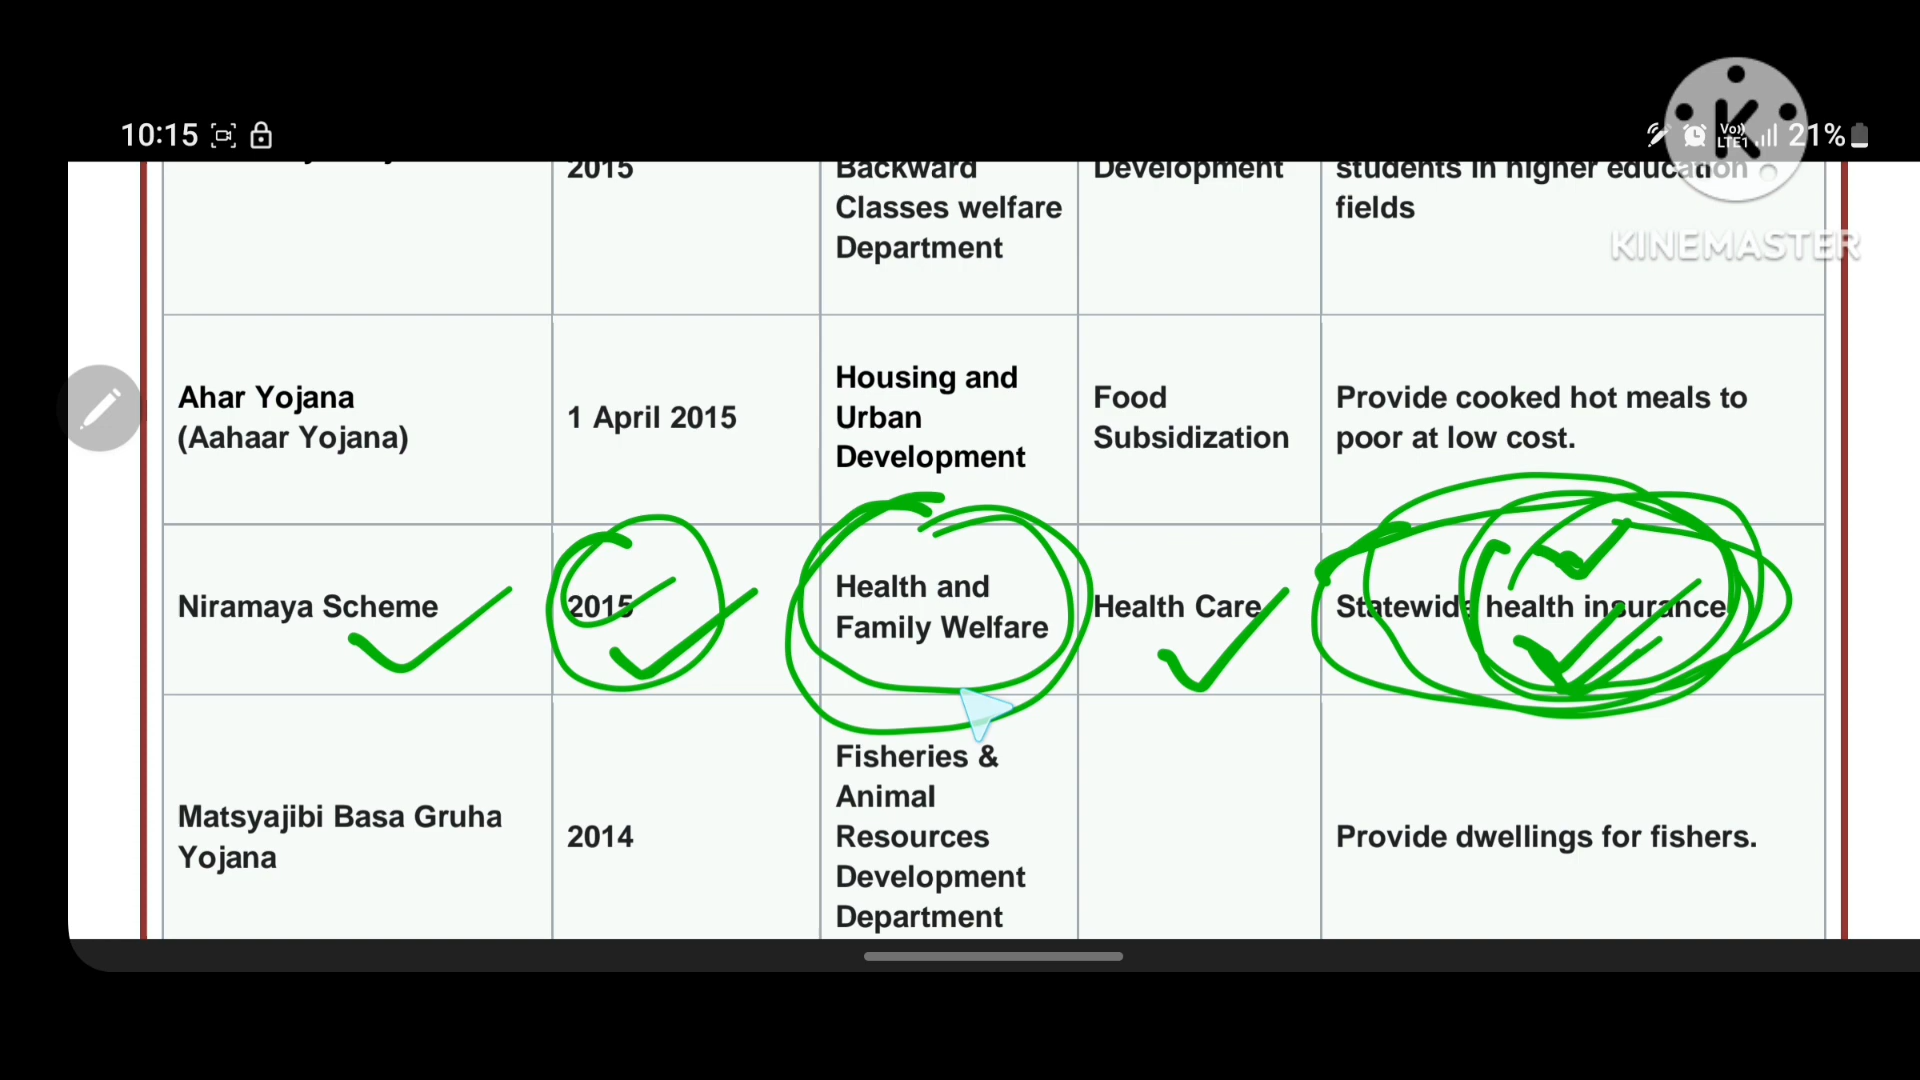 10:15
Vo)) LTE1 21%
KINEMASTER
2015
Backward
Classes welfare
Department
Development
students in higher education
fields
Ahar Yojana
(Aahaar Yojana)
1 April 2015
Housing and
Urban
Development
Food
Subsidization
Provide cooked hot meals to
poor at low cost.
Niramaya Scheme
2015
Health and
Family Welfare
Health Care
Statewide health insurance
Matsyajibi Basa Gruha
Yojana
2014
Fisheries &
Animal
Resources
Development
Department
Provide dwellings for fishers.